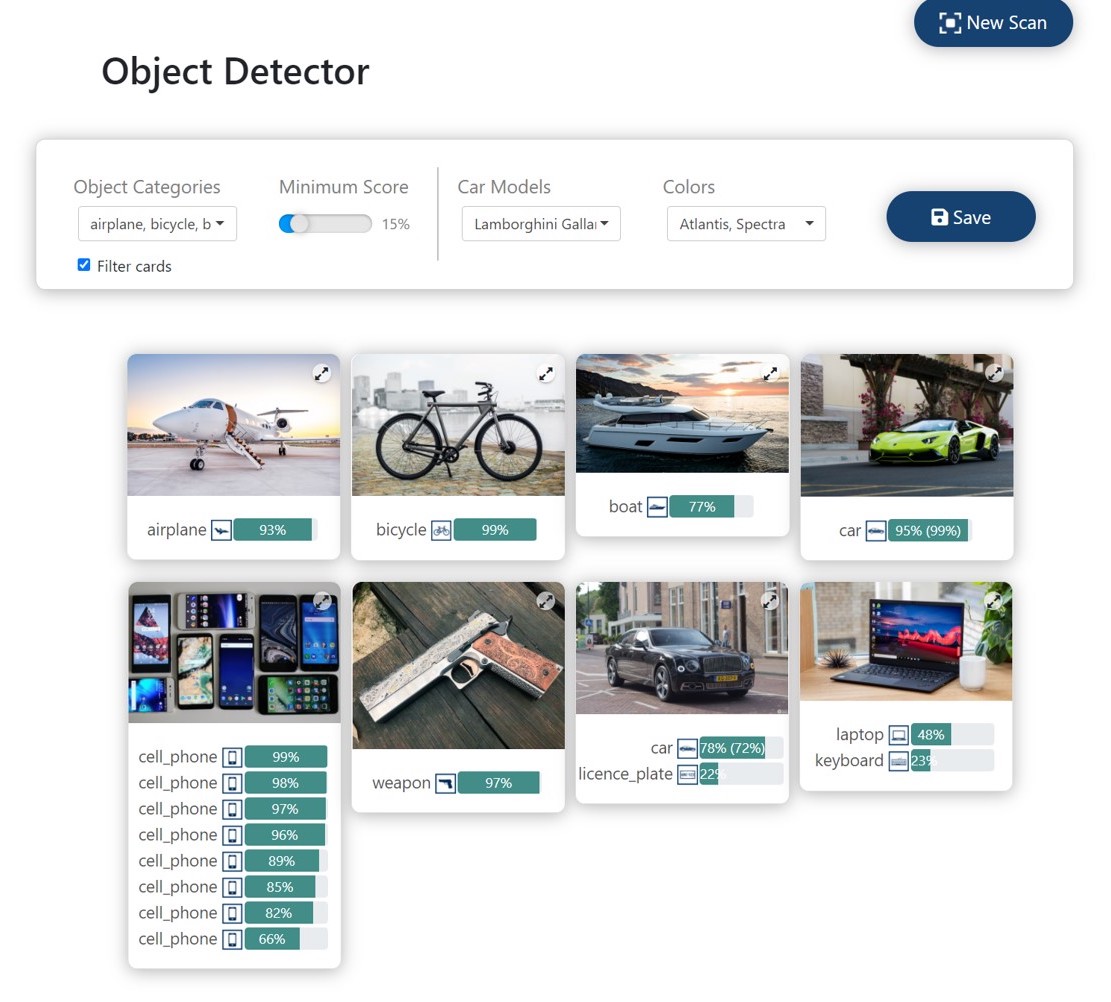 New Scan
Object Detector
Object Categories
Minimum Score
Car Models
Colors
airplane, bicycle, b
15%
Lamborghini Galla
Atlantis, Spectra
Save
Filter cards
airplane 93%
bicycle 99%
boat 77%
car 95% (99%)
cell_phone 99%
cell_phone 98%
cell_phone 97%
cell_phone 96%
cell_phone 89%
cell_phone 85%
cell_phone 82%
cell_phone 66%
weapon 97%
car 78% (72%)
licence_plate 22%
laptop 48%
keyboard 23%